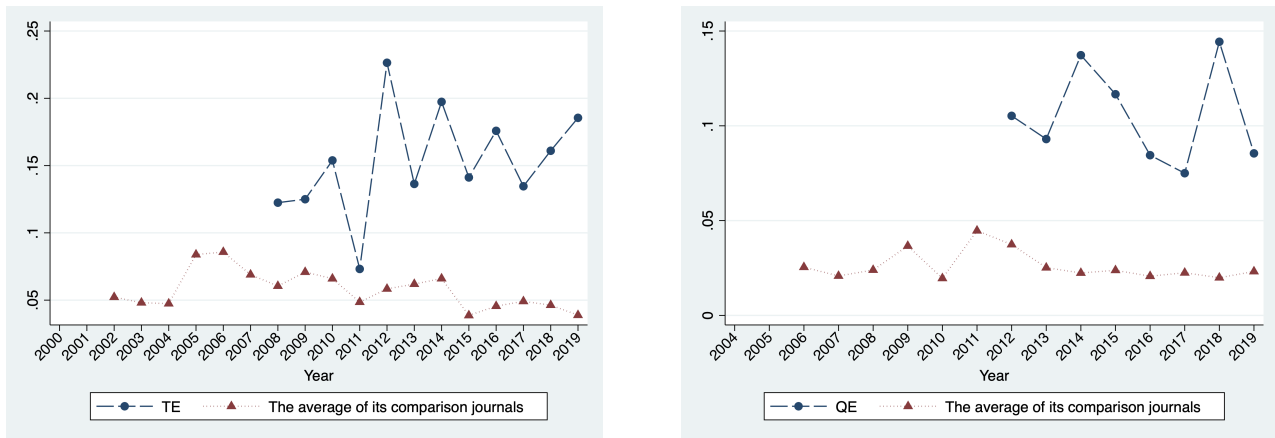 .25
.2
.15
.1
.05
2000 2001 2002 2003 2004 2005 2006 2007 2008 2009 2010 2011 2012 2013 2014 2015 2016 2017 2018 2019
Year
TE The average of its comparison journals
.15
.1
.05
0
2004 2005 2006 2007 2008 2009 2010 2011 2012 2013 2014 2015 2016 2017 2018 2019
Year
QE The average of its comparison journals